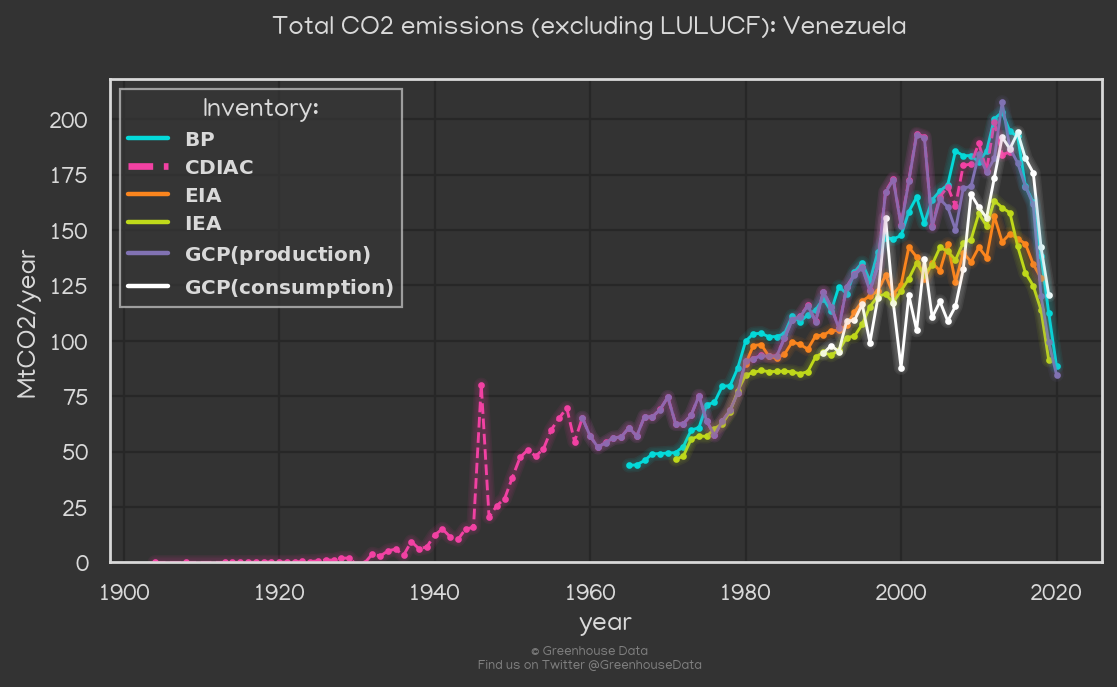 Total CO2 emissions (excluding LULUCF): Venezuela
Inventory:
BP
CDIAC
EIA
IEA
GCP(production)
GCP(consumption)
MtCO2/year
200
175
150
125
100
75
50
25
0
1900 1920 1940 1960 1980 2000 2020
year
© Greenhouse Data
Find us on Twitter @GreenhouseData